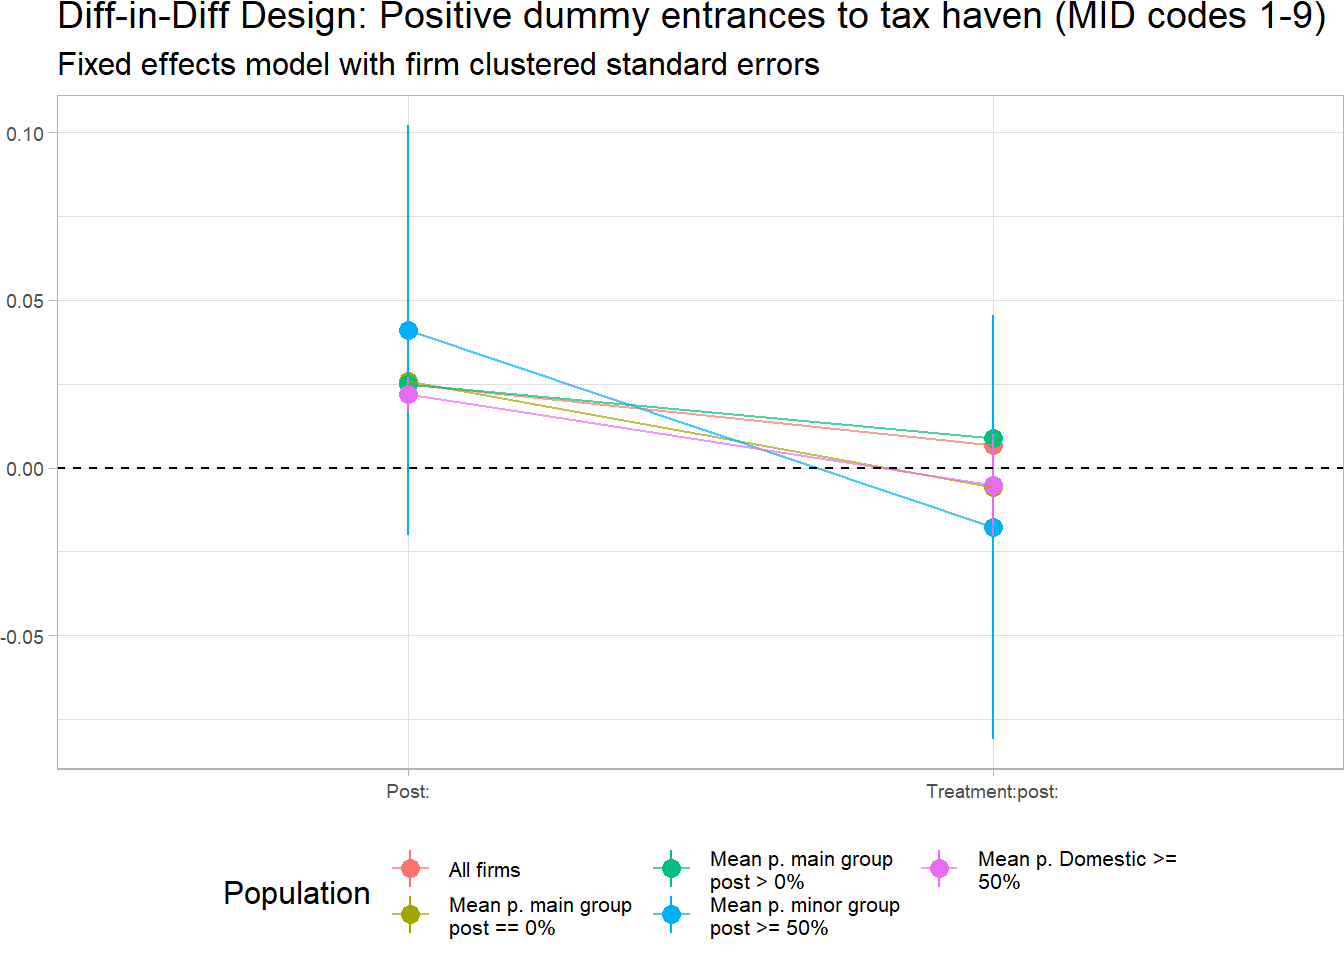 Diff-in-Diff Design: Positive dummy entrances to tax haven (MID codes 1-9)
Fixed effects model with firm clustered standard errors
0.10
0.05
0.00
-0.05
Post:
Treatment:post:
Population
All firms
Mean p. main group
post == 0%
Mean p. main group
post > 0%
Mean p. minor group
post >= 50%
Mean p. Domestic >=
50%